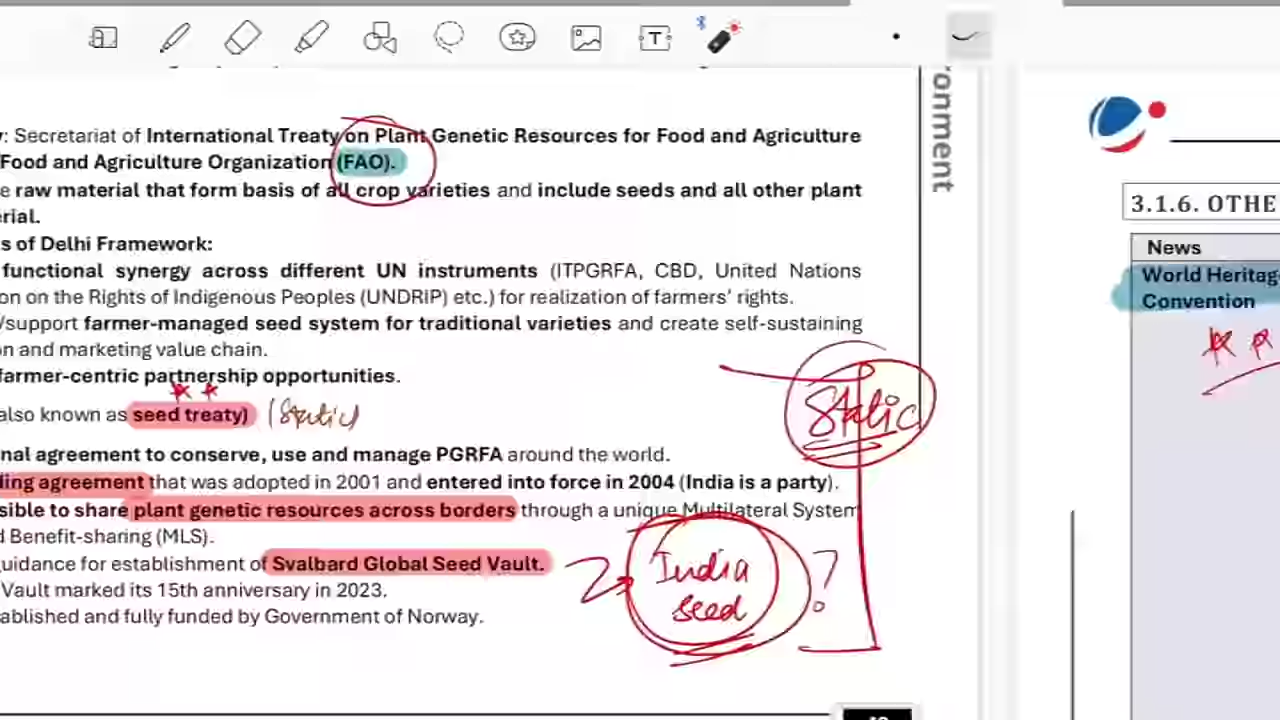 : Secretariat of International Treaty on Plant Genetic Resources for Food and Agriculture
Food and Agriculture Organization (FAO).
e raw material that form basis of all crop varieties and include seeds and all other plant
rial.
s of Delhi Framework:
functional synergy across different UN instruments (ITPGRFA, CBD, United Nations
on on the Rights of Indigenous Peoples (UNDRIP) etc.) for realization of farmers' rights.
/support farmer-managed seed system for traditional varieties and create self-sustaining
on and marketing value chain.
farmer-centric partnership opportunities.
also known as seed treaty) (Static)
Static
nal agreement to conserve, use and manage PGRFA around the world.
ing agreement that was adopted in 2001 and entered into force in 2004 (India is a party).
sible to share plant genetic resources across borders through a unique Multilateral System
d Benefit-sharing (MLS).
uidance for establishment of Svalbard Global Seed Vault.
Vault marked its 15th anniversary in 2023.
ablished and fully funded by Government of Norway.
India
Seed ?
onment
3.1.6. OTHE
News
World Heritag
Convention